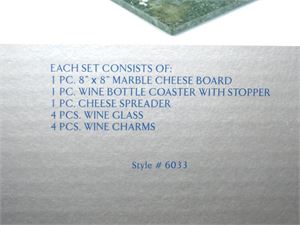 EACH SET CONSISTS OF:
1 PC. 8" x 8" MARBLE CHEESE BOARD
1 PC. WINE BOTTLE COASTER WITH STOPPER
1 PC. CHEESE SPREADER
4 PCS. WINE GLASS
4 PCS. WINE CHARMS
Style # 6033